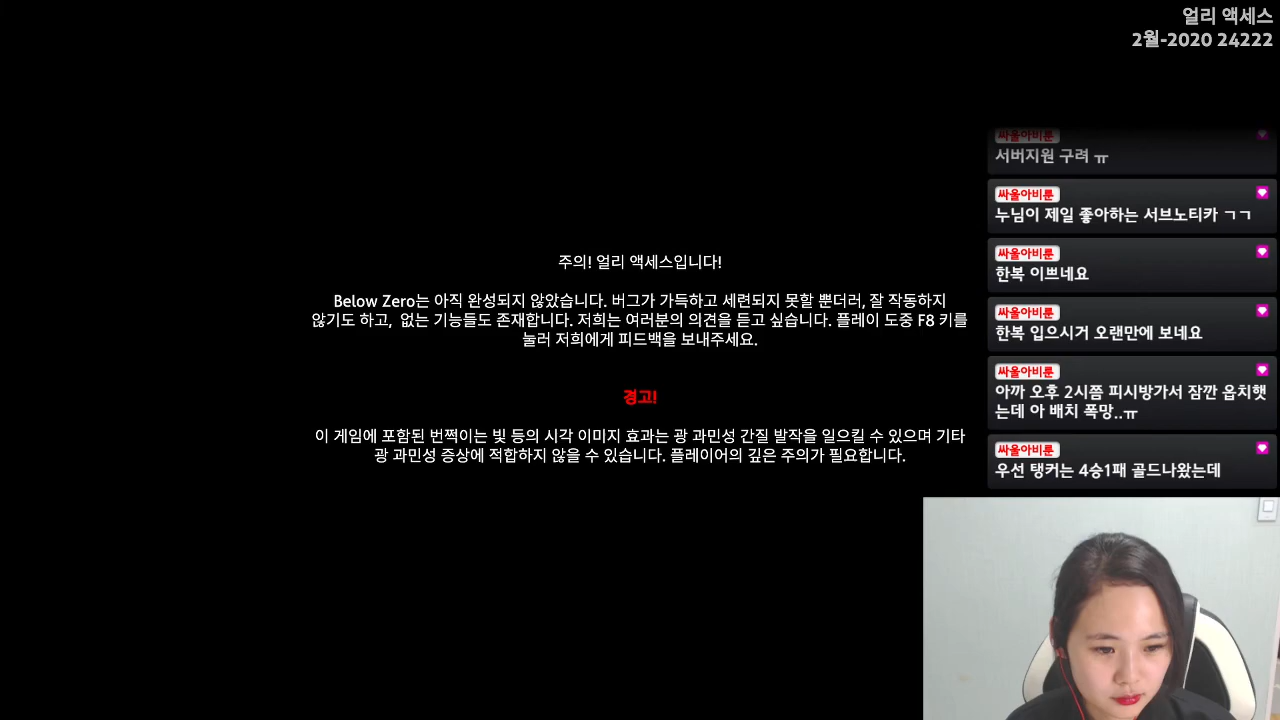 얼리 액세스
2월-2020 24222
주의! 얼리 액세스입니다!
Below Zero는 아직 완성되지 않았습니다. 버그가 가득하고 세련되지 못할 뿐더러, 잘 작동하지
않기도 하고, 없는 기능들도 존재합니다. 저희는 여러분의 의견을 듣고 싶습니다. 플레이 도중 F8 키를
눌러 저희에게 피드백을 보내주세요.
경고!
이 게임에 포함된 번쩍이는 빛 등의 시각 이미지 효과는 광 과민성 간질 발작을 일으킬 수 있으며 기타
광 과민성 증상에 적합하지 않을 수 있습니다. 플레이어의 깊은 주의가 필요합니다.
싸울아비룬
서버지원 구려 ㅠ
싸울아비룬
누님이 제일 좋아하는 서브노티카 ㄱㄱ
싸울아비룬
한복 이쁘네요
싸울아비룬
한복 입으시거 오랜만에 보네요
싸울아비룬
아까 오후 2시쯤 피시방가서 잠깐 옵치햇
는데 아 배치 폭망..ㅠ
싸울아비룬
우선 탱커는 4승1패 골드나왔는데